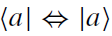 ⟨a| ⇔ |a⟩